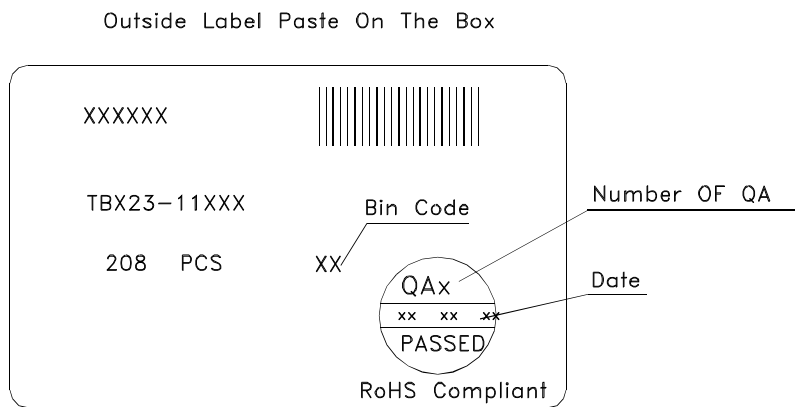 Outside Label Paste On The Box
XXXXXX
TBX23-11XXX
Bin Code
Number OF QA
208 PCS
XX
QAx
Date
xx xx xx
PASSED
RoHS Compliant